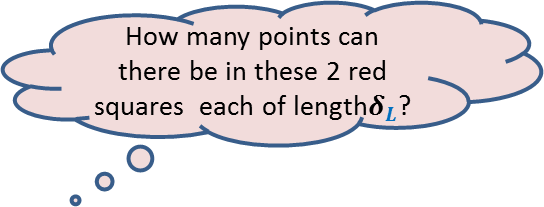 How many points can
there be in these 2 red
squares each of length𝜹𝑳?